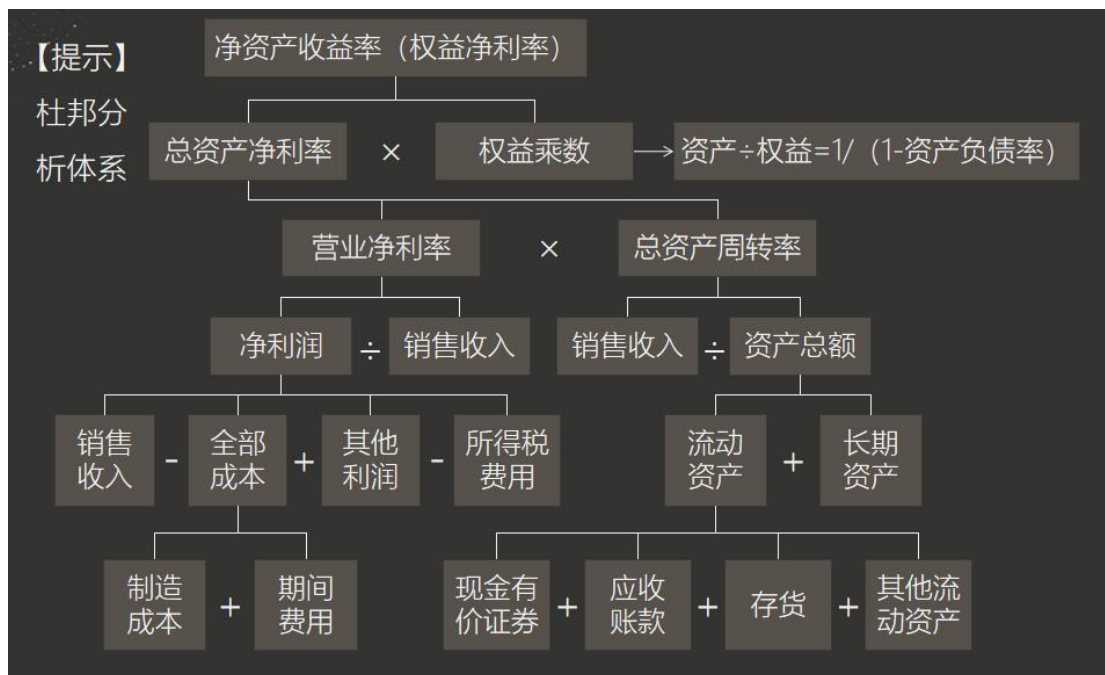 【提示】
杜邦分
析体系
净资产收益率（权益净利率）
总资产净利率 × 权益乘数 → 资产÷权益=1/（1-资产负债率）
营业净利率 × 总资产周转率
净利润 ÷ 销售收入 销售收入 ÷ 资产总额
销售
收入
-
全部
成本
+
其他
利润
-
所得税
费用
流动
资产
+
长期
资产
制造
成本
+
期间
费用
现金有
价证券
+
应收
账款
+
存货
+
其他流
动资产